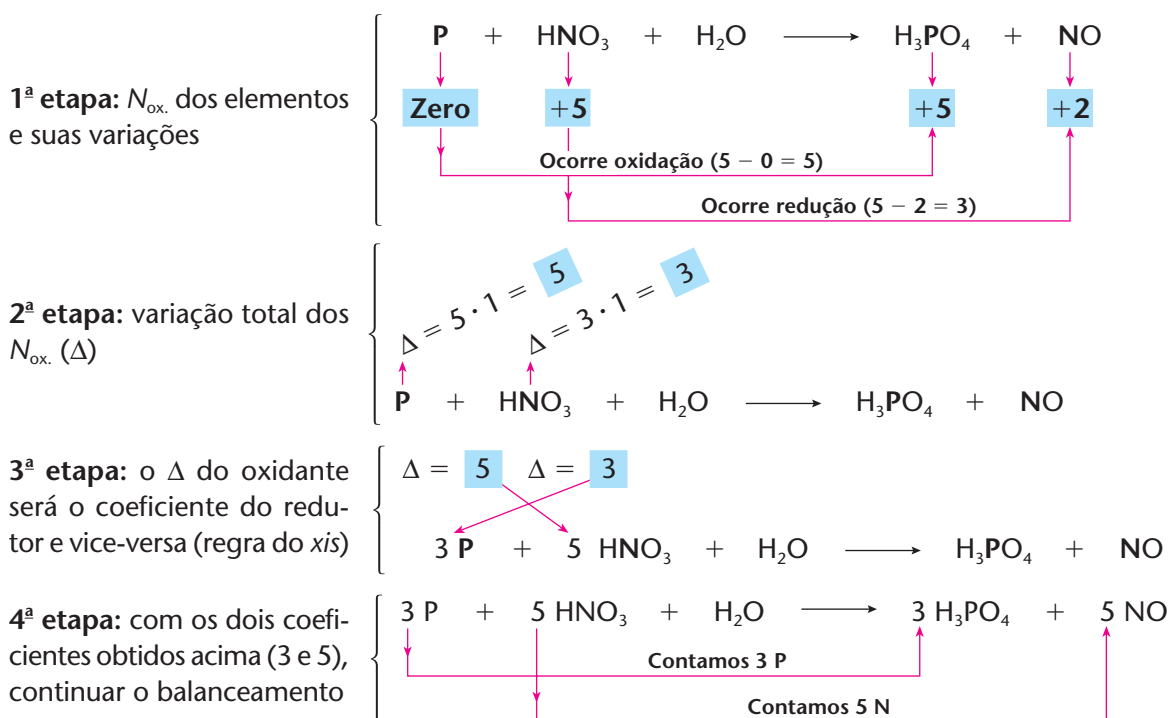 P + HNO₃ + H₂O ⟶ H₃PO₄ + NO
1ª etapa: Nox. dos elementos
e suas variações
Zero +5 +5 +2
Ocorre oxidação (5 − 0 = 5)
Ocorre redução (5 − 2 = 3)
2ª etapa: variação total dos
Nox. (Δ)
Δ = 5 · 1 = 5
Δ = 3 · 1 = 3
P + HNO₃ + H₂O ⟶ H₃PO₄ + NO
3ª etapa: o Δ do oxidante
será o coeficiente do redu-
tor e vice-versa (regra do xis)
Δ = 5 Δ = 3
3 P + 5 HNO₃ + H₂O ⟶ H₃PO₄ + NO
4ª etapa: com os dois coefi-
cientes obtidos acima (3 e 5),
continuar o balanceamento
3 P + 5 HNO₃ + H₂O ⟶ 3 H₃PO₄ + 5 NO
Contamos 3 P
Contamos 5 N